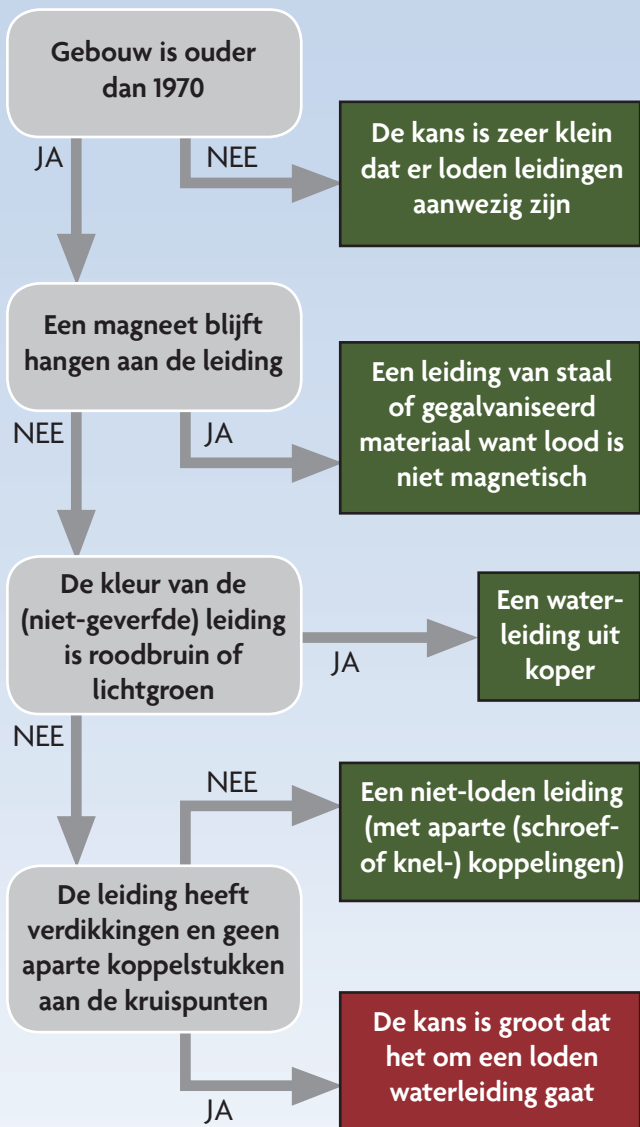 Gebouw is ouder
dan 1970
JA
NEE
De kans is zeer klein
dat er loden leidingen
aanwezig zijn
Een magneet blijft
hangen aan de leiding
NEE
JA
Een leiding van staal
of gegalvaniseerd
materiaal want lood is
niet magnetisch
De kleur van de
(niet-geverfde) leiding
is roodbruin of
lichtgroen
JA
Een water-
leiding uit
koper
NEE
NEE
Een niet-loden leiding
(met aparte (schroef-
of knel-) koppelingen)
De leiding heeft
verdikkingen en geen
aparte koppelstukken
aan de kruispunten
JA
De kans is groot dat
het om een loden
waterleiding gaat